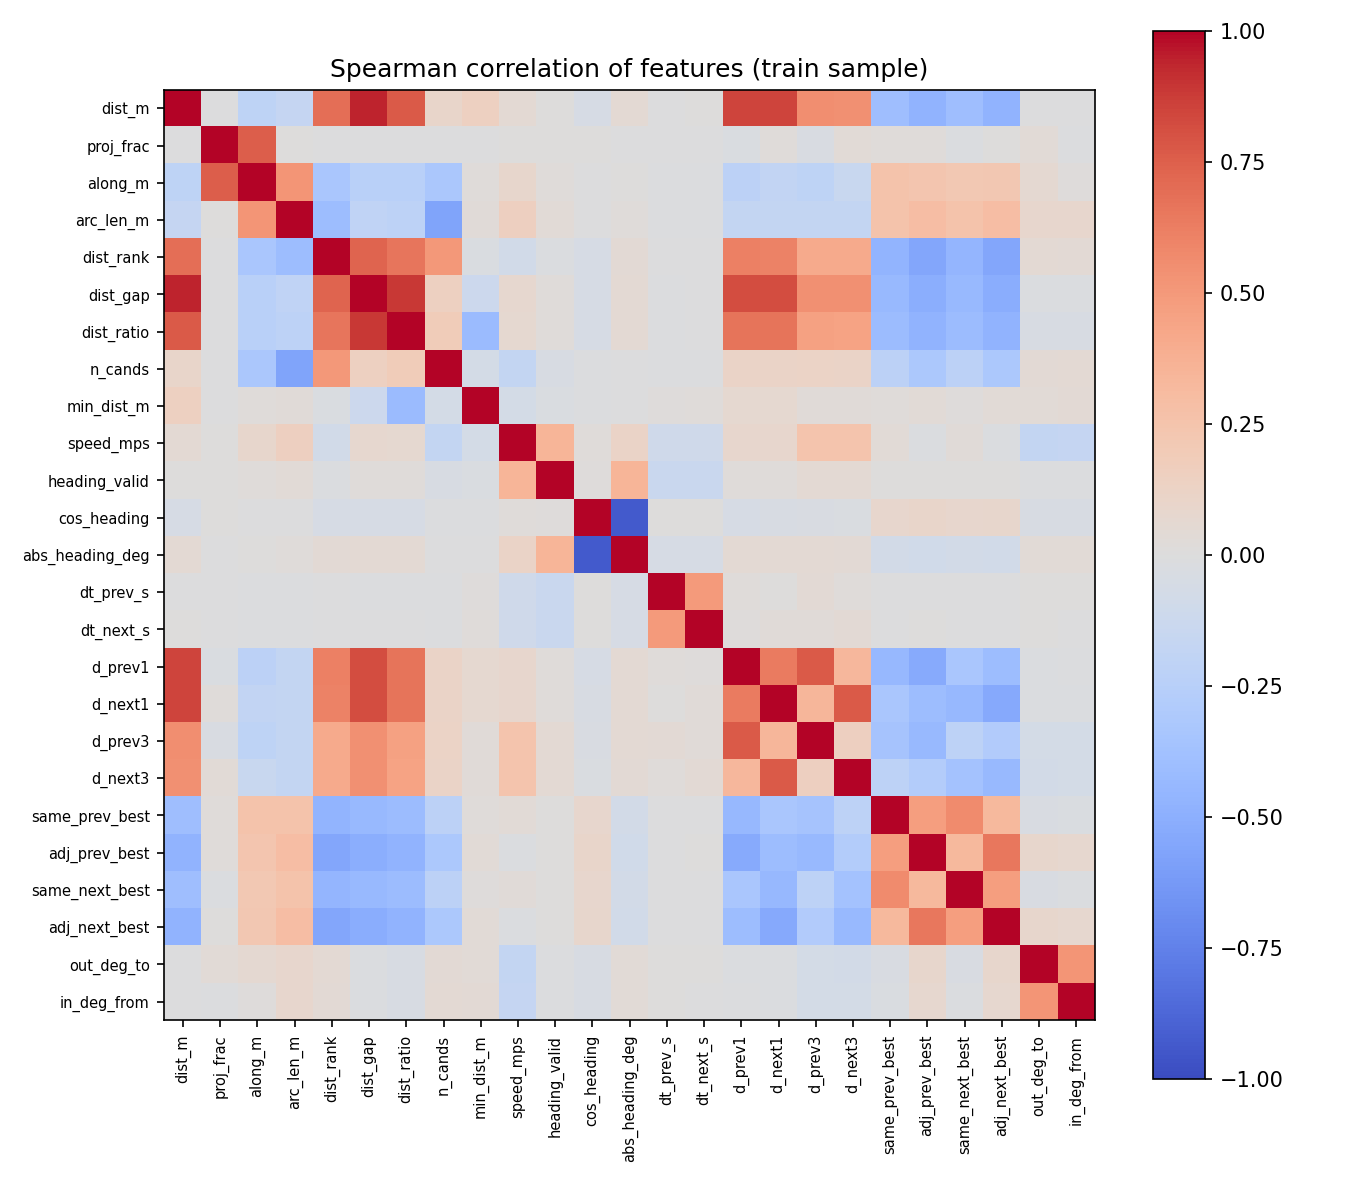 Spearman correlation of features (train sample)
dist_m
proj_frac
along_m
arc_len_m
dist_rank
dist_gap
dist_ratio
n_cands
min_dist_m
speed_mps
heading_valid
cos_heading
abs_heading_deg
dt_prev_s
dt_next_s
d_prev1
d_next1
d_prev3
d_next3
same_prev_best
adj_prev_best
same_next_best
adj_next_best
out_deg_to
in_deg_from
dist_m
proj_frac
along_m
arc_len_m
dist_rank
dist_gap
dist_ratio
n_cands
min_dist_m
speed_mps
heading_valid
cos_heading
abs_heading_deg
dt_prev_s
dt_next_s
d_prev1
d_next1
d_prev3
d_next3
same_prev_best
adj_prev_best
same_next_best
adj_next_best
out_deg_to
in_deg_from
1.00
0.75
0.50
0.25
0.00
−0.25
−0.50
−0.75
−1.00